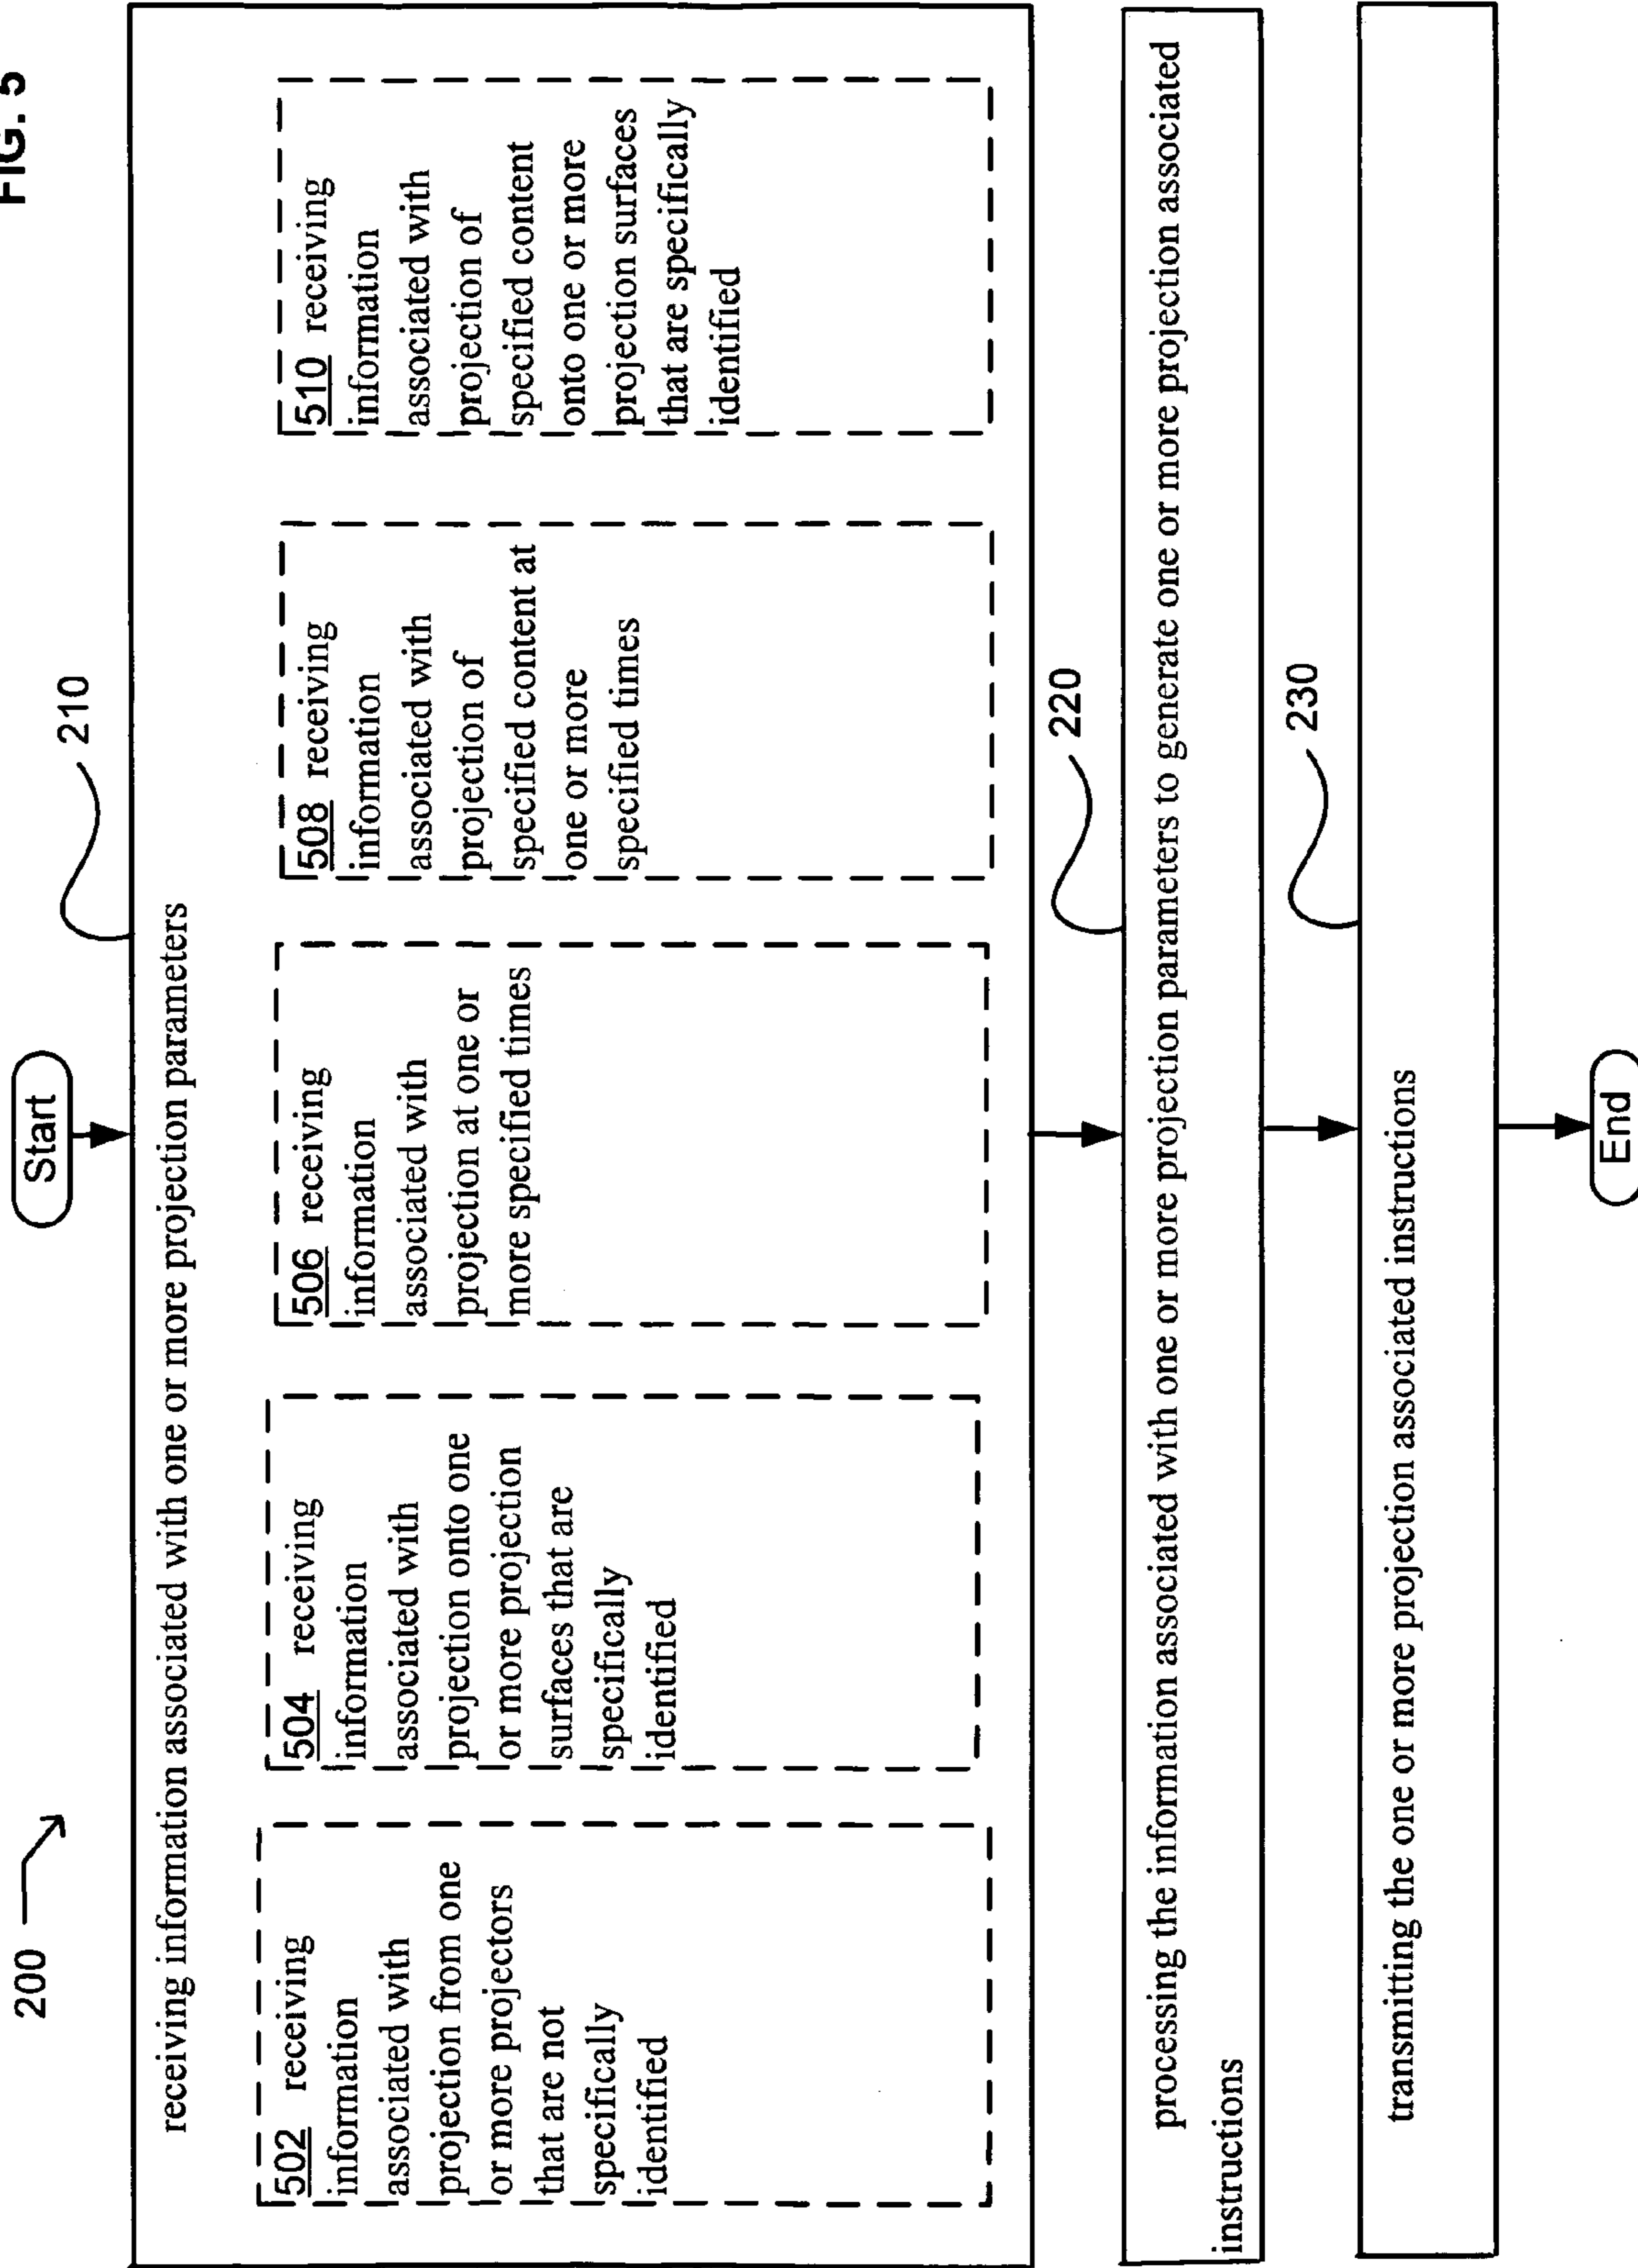 FIG. 5
200
Start
210
receiving information associated with one or more projection parameters
502 receiving
information
associated with
projection from one
or more projectors
that are not
specifically
identified
504 receiving
information
associated with
projection onto one
or more projection
surfaces that are
specifically
identified
506 receiving
information
associated with
projection at one or
more specified times
508 receiving
information
associated with
projection of
specified content at
one or more
specified times
510 receiving
information
associated with
projection of
specified content
onto one or more
projection surfaces
that are specifically
identified
220
processing the information associated with one or more projection parameters to generate one or more projection associated
instructions
230
transmitting the one or more projection associated instructions
End